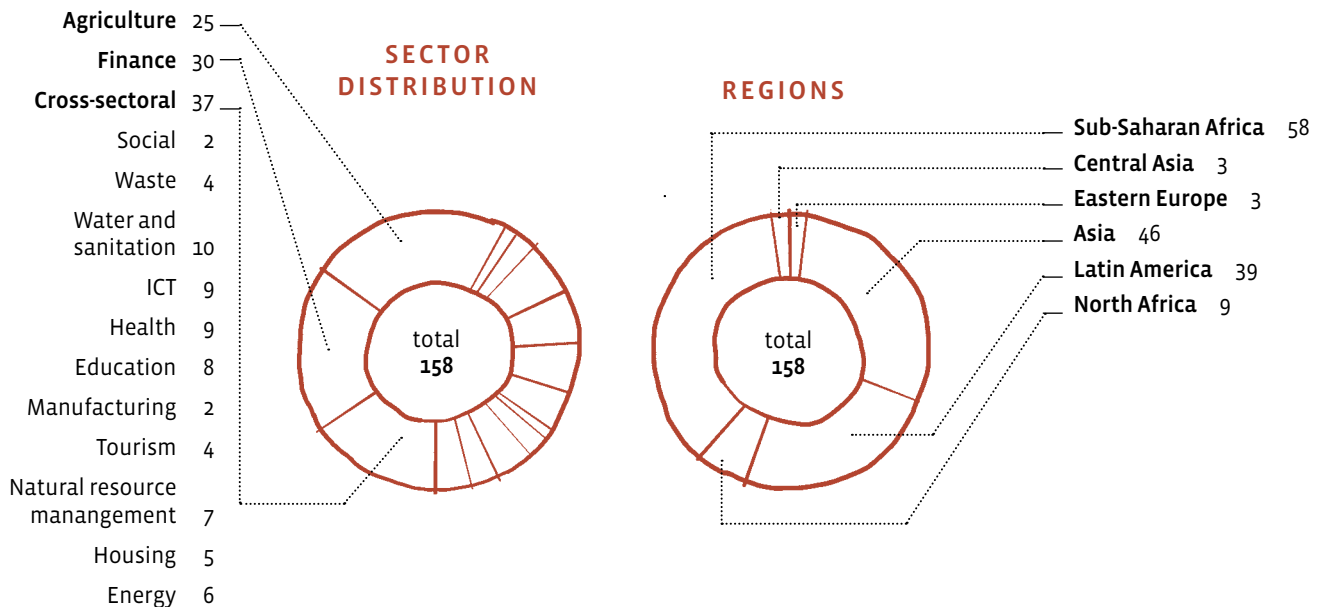 Agriculture 25
Finance 30
Cross-sectoral 37
Social 2
Waste 4
Water and
sanitation 10
ICT 9
Health 9
Education 8
Manufacturing 2
Tourism 4
Natural resource
manangement 7
Housing 5
Energy 6
SECTOR
DISTRIBUTION
total
158
REGIONS
total
158
Sub-Saharan Africa 58
Central Asia 3
Eastern Europe 3
Asia 46
Latin America 39
North Africa 9